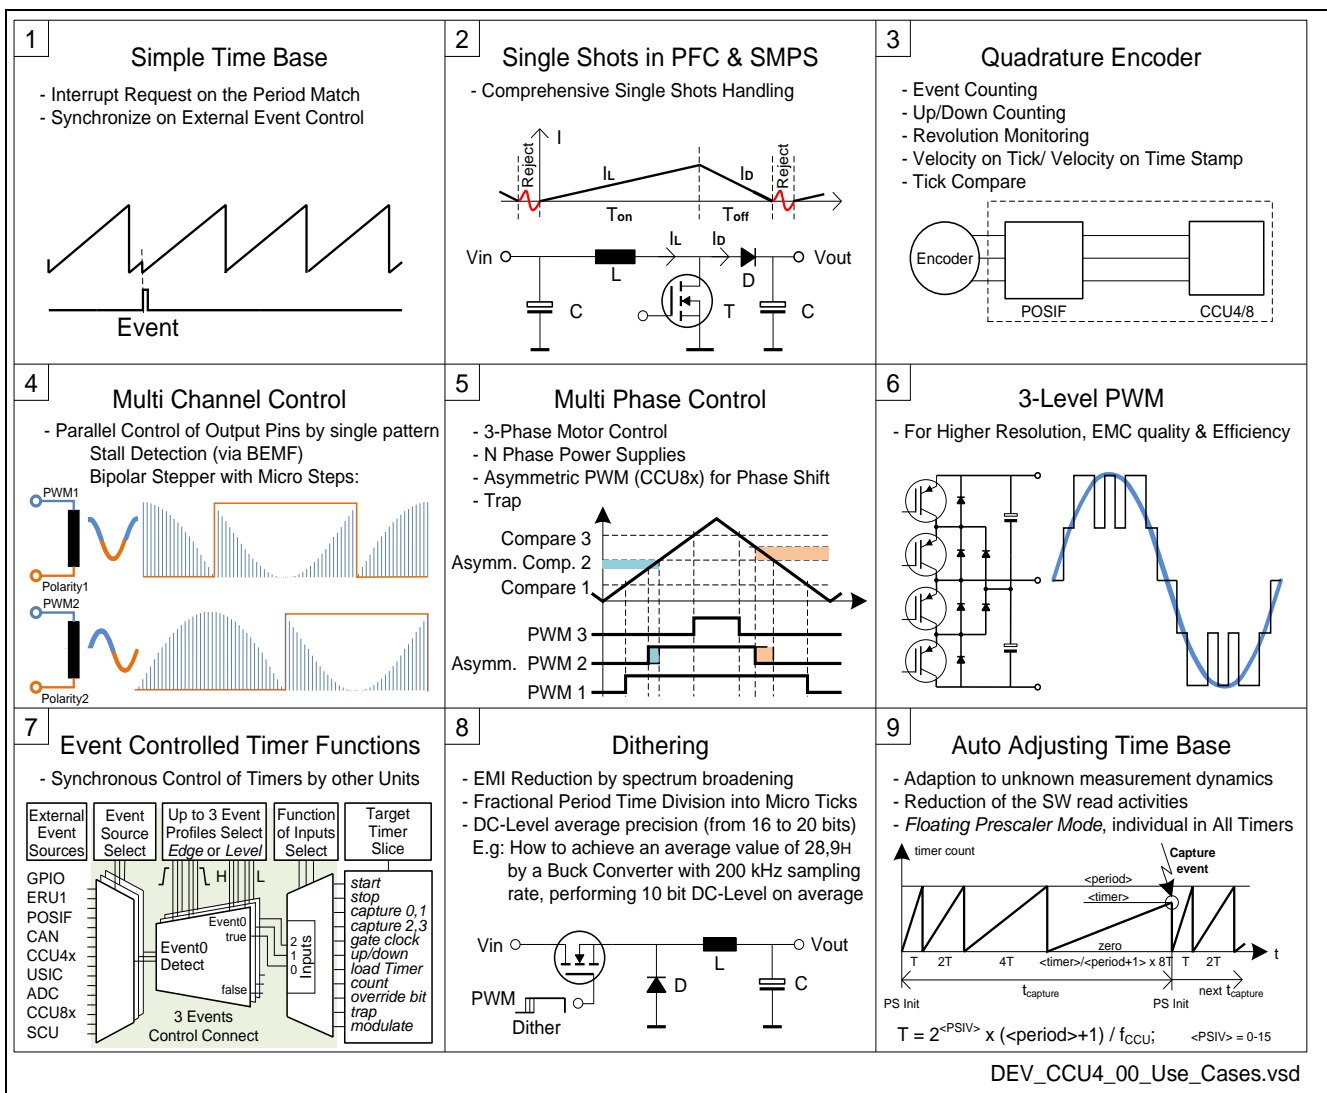 1
Simple Time Base
- Interrupt Request on the Period Match
- Synchronize on External Event Control
Event
2
Single Shots in PFC & SMPS
- Comprehensive Single Shots Handling
Reject
I
IL
ID
Reject
Ton
Toff
IL
ID
Vin
Vout
L
D
C
T
C
3
Quadrature Encoder
- Event Counting
- Up/Down Counting
- Revolution Monitoring
- Velocity on Tick/ Velocity on Time Stamp
- Tick Compare
Encoder
POSIF
CCU4/8
4
Multi Channel Control
- Parallel Control of Output Pins by single pattern
Stall Detection (via BEMF)
Bipolar Stepper with Micro Steps:
PWM1
Polarity1
PWM2
Polarity2
5
Multi Phase Control
- 3-Phase Motor Control
- N Phase Power Supplies
- Asymmetric PWM (CCU8x) for Phase Shift
- Trap
Compare 3
Asymm. Comp. 2
Compare 1
PWM 3
Asymm. PWM 2
PWM 1
6
3-Level PWM
- For Higher Resolution, EMC quality & Efficiency
7
Event Controlled Timer Functions
- Synchronous Control of Timers by other Units
External Event Sources
Event Source Select
Up to 3 Event Profiles Select Edge or Level
Function of Inputs Select
Target Timer Slice
H
L
GPIO
ERU1
POSIF
CAN
CCU4x
USIC
ADC
CCU8x
SCU
Event0 Detect
Event0
true
false
2
1
0
Inputs
3 Events
Control Connect
start
stop
capture 0,1
capture 2,3
gate clock
up/down
load Timer
count
override bit
trap
modulate
8
Dithering
- EMI Reduction by spectrum broadening
- Fractional Period Time Division into Micro Ticks
- DC-Level average precision (from 16 to 20 bits)
E.g: How to achieve an average value of 28,9H
by a Buck Converter with 200 kHz sampling
rate, performing 10 bit DC-Level on average
Vin
Vout
L
D
C
PWM
Dither
9
Auto Adjusting Time Base
- Adaption to unknown measurement dynamics
- Reduction of the SW read activities
- Floating Prescaler Mode, individual in All Timers
timer count
Capture
event
<period>
<timer>
zero
t
T
2T
4T
<timer>/<period+1> x 8T
T
2T
tcapture
PS Init
PS Init
next tcapture
T = 2<PSIV> x (<period>+1) / fCCU;
<PSIV> = 0-15
DEV_CCU4_00_Use_Cases.vsd